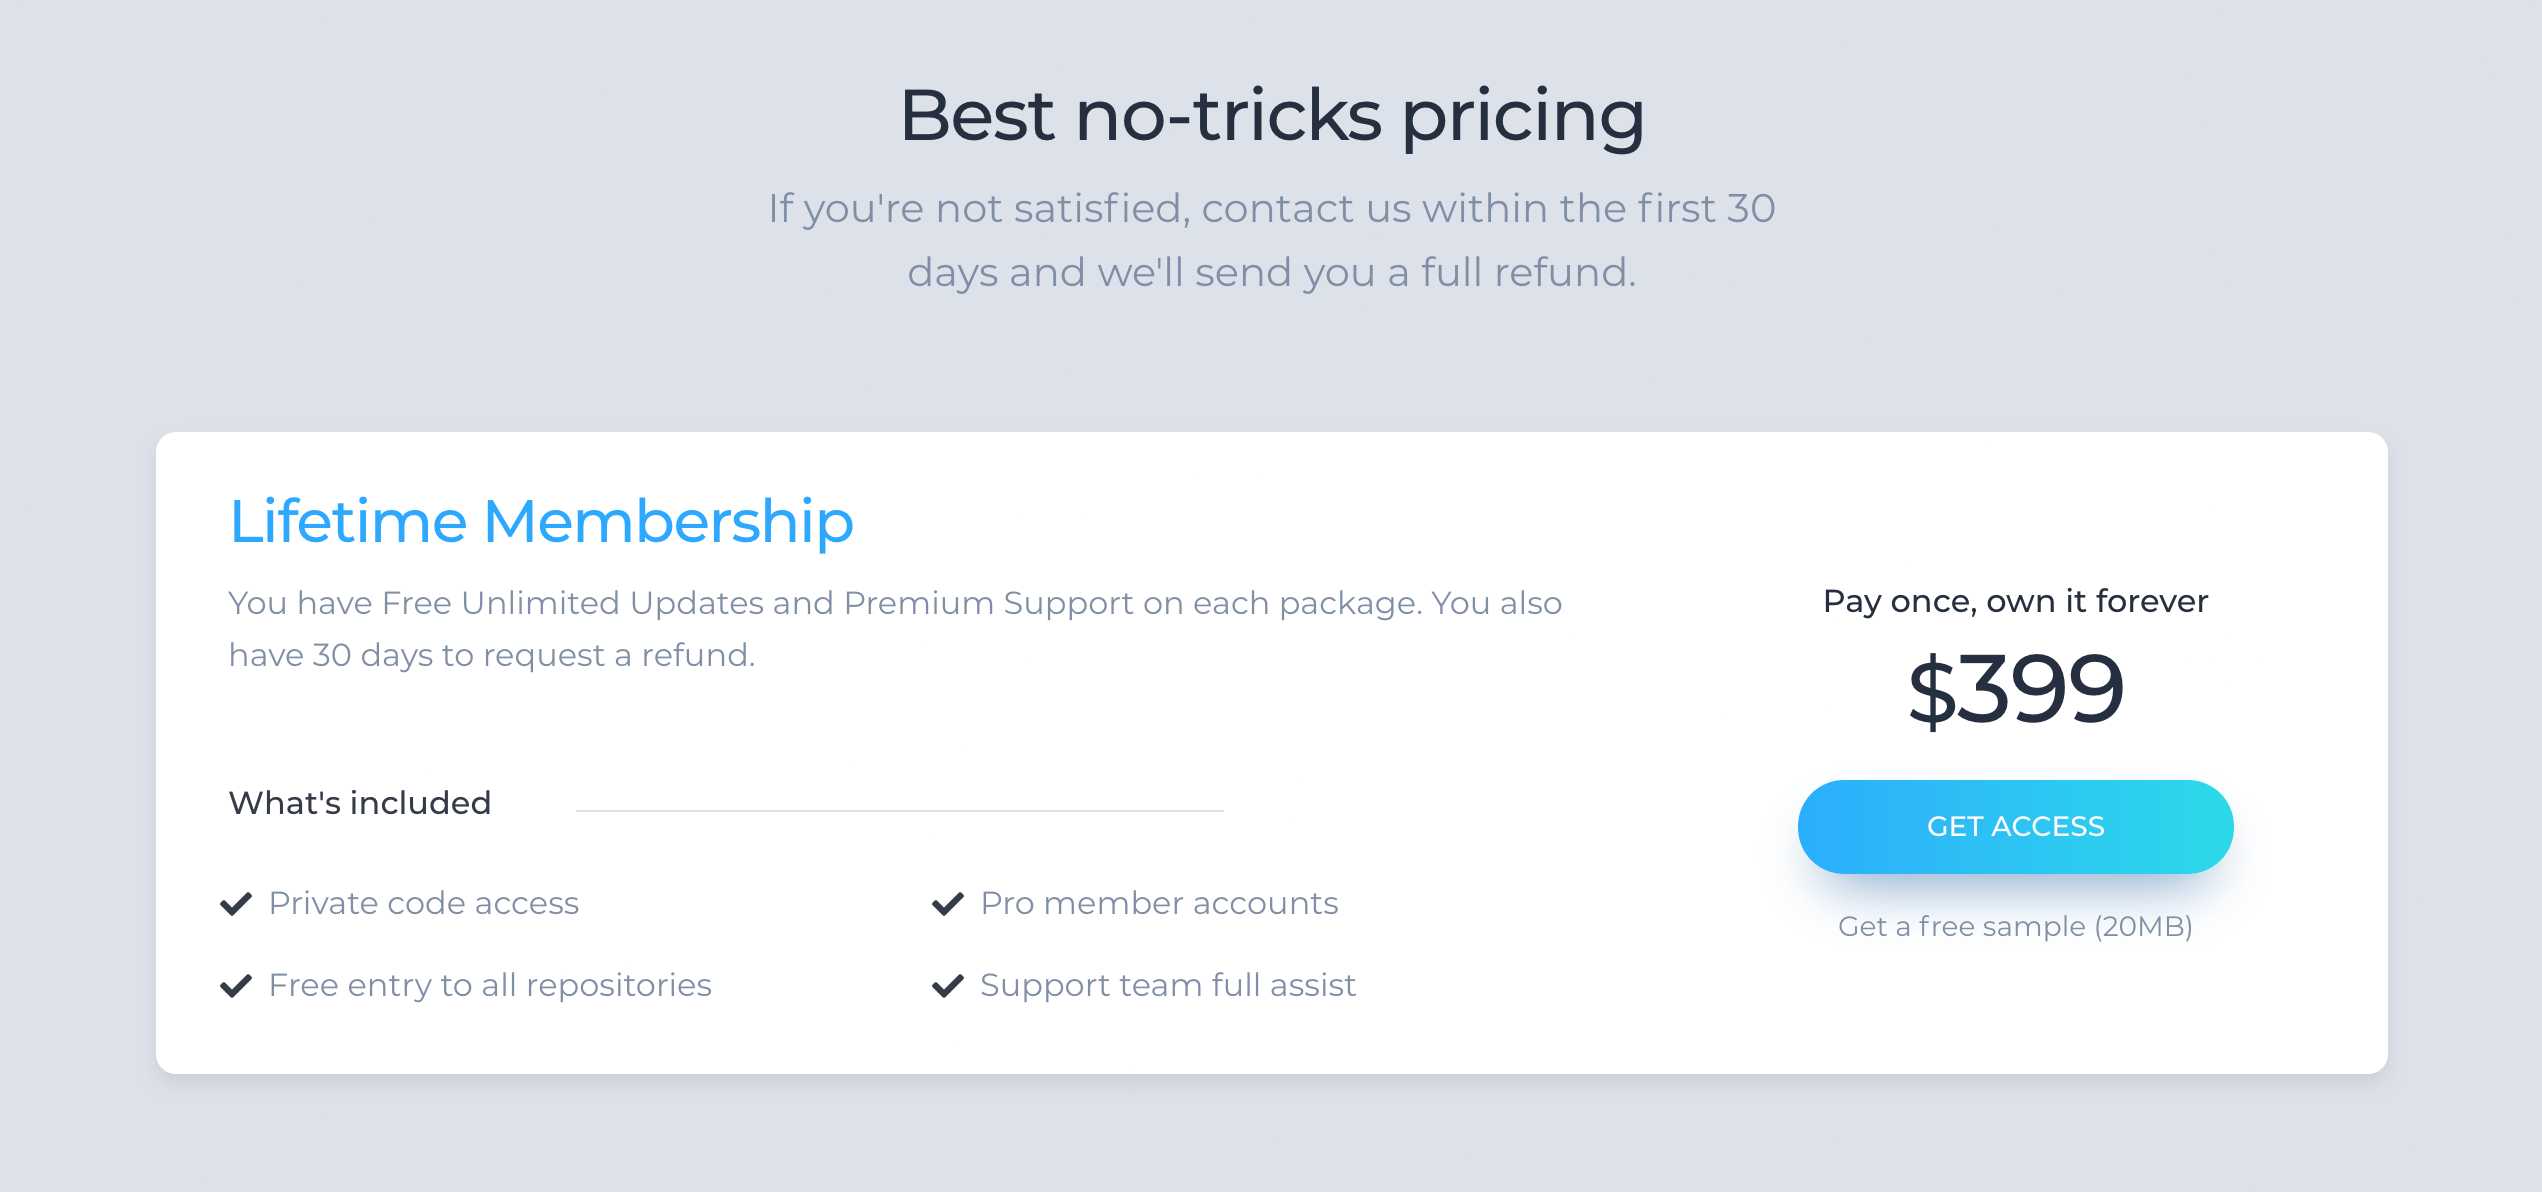 Best no-tricks pricing
If you're not satisfied, contact us within the first 30
days and we'll send you a full refund.
Lifetime Membership
You have Free Unlimited Updates and Premium Support on each package. You also
have 30 days to request a refund.
What's included
Private code access
Pro member accounts
Free entry to all repositories
Support team full assist
Pay once, own it forever
$399
GET ACCESS
Get a free sample (20MB)